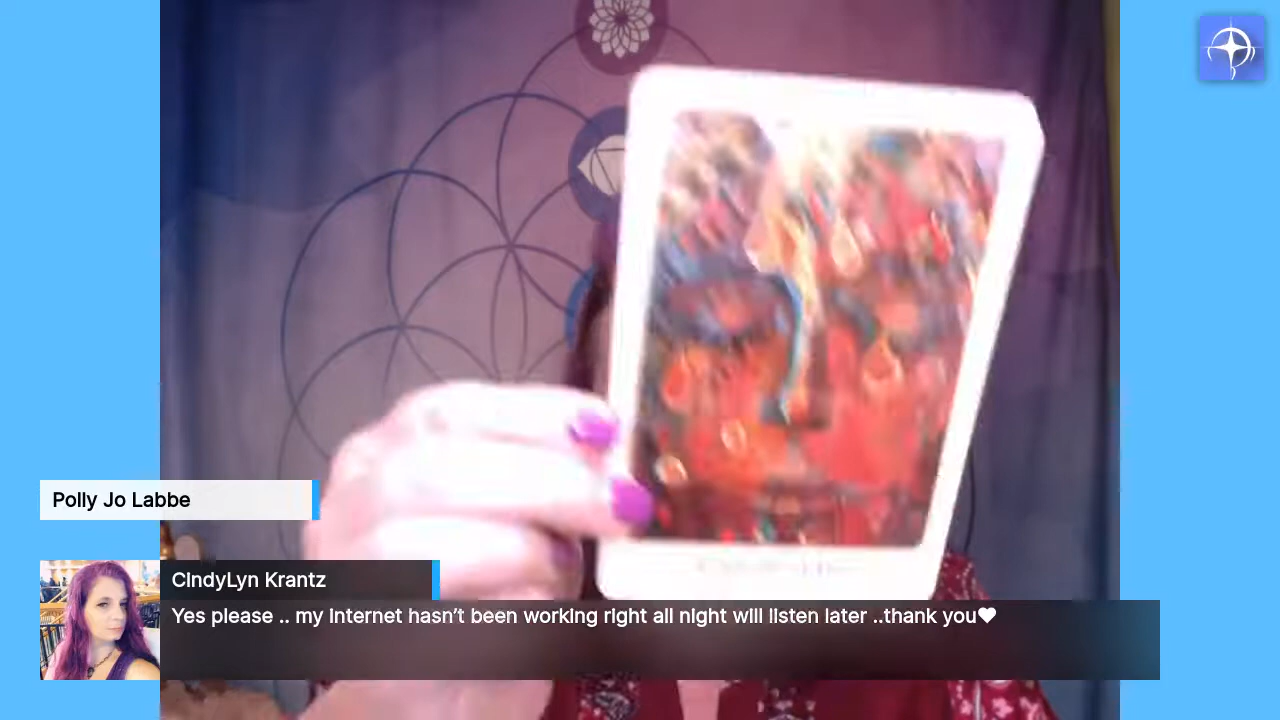 Polly Jo Labbe
CindyLyn Krantz
Yes please .. my internet hasn't been working right all night will listen later ..thank you♥